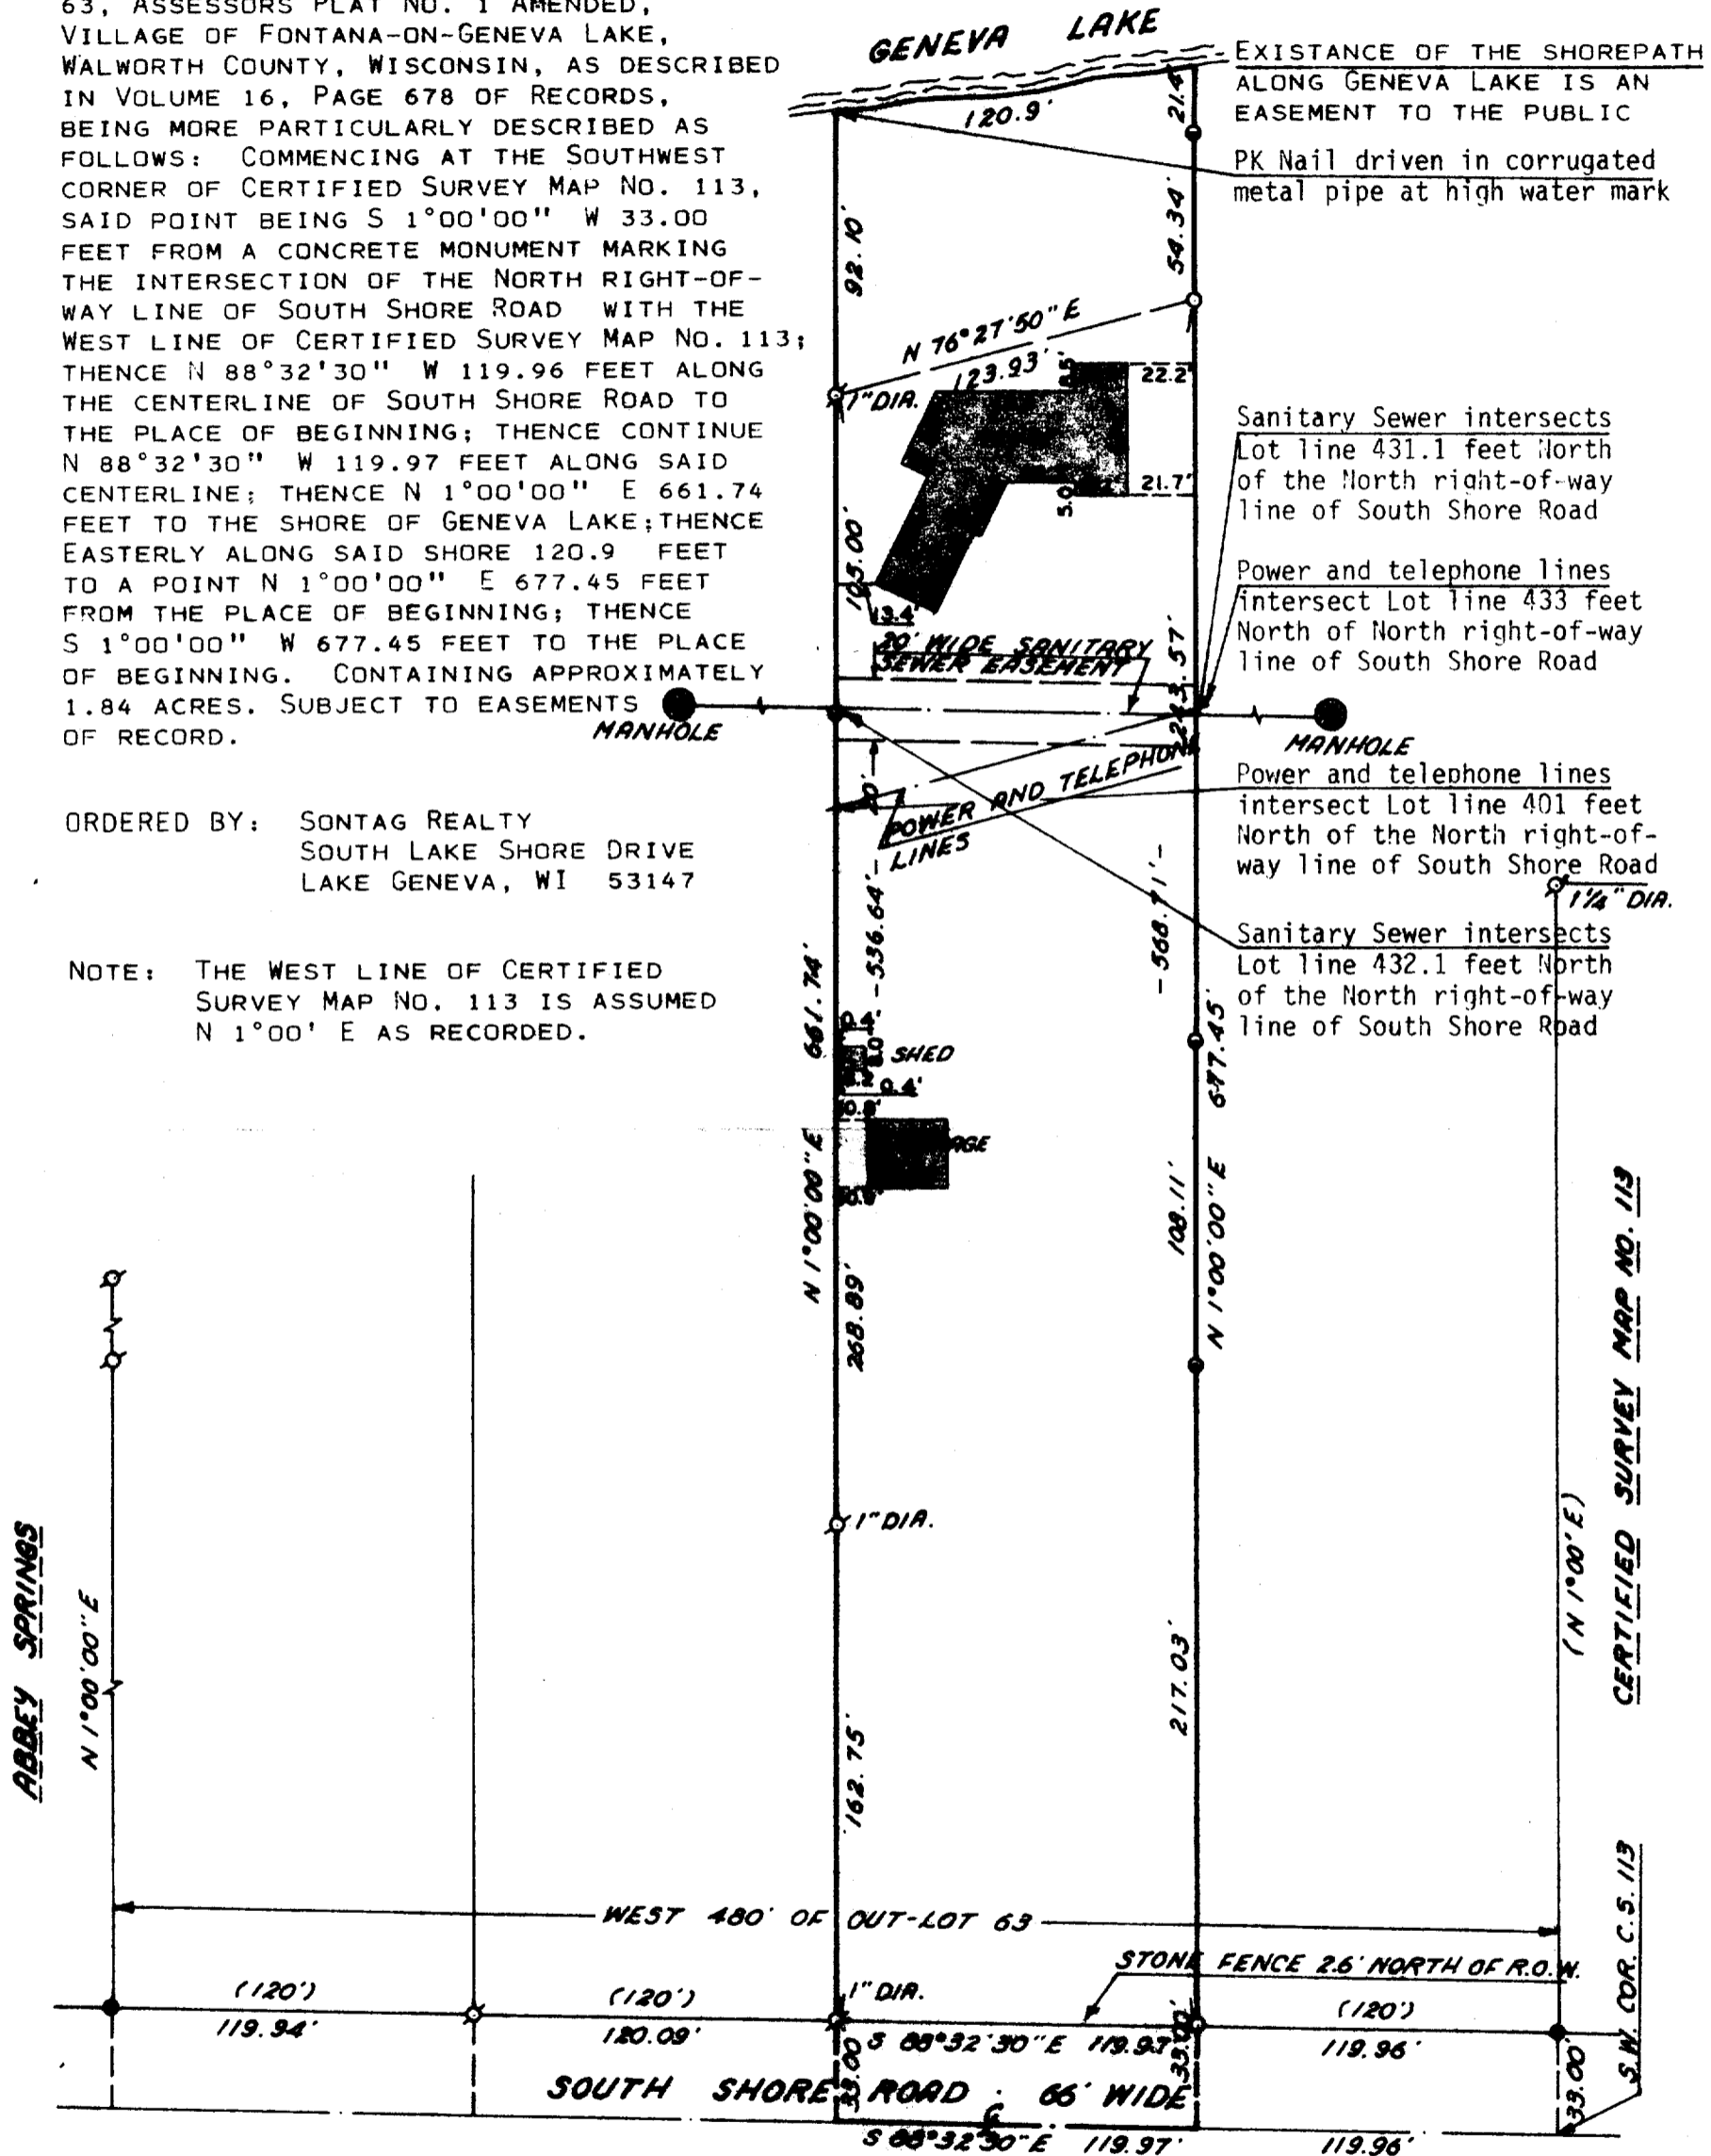 63, ASSESSORS PLAT NO. 1 AMENDED,
VILLAGE OF FONTANA-ON-GENEVA LAKE,
WALWORTH COUNTY, WISCONSIN, AS DESCRIBED
IN VOLUME 16, PAGE 678 OF RECORDS,
BEING MORE PARTICULARLY DESCRIBED AS
FOLLOWS: COMMENCING AT THE SOUTHWEST
CORNER OF CERTIFIED SURVEY MAP NO. 113,
SAID POINT BEING S 1°00'00" W 33.00
FEET FROM A CONCRETE MONUMENT MARKING
THE INTERSECTION OF THE NORTH RIGHT-OF-
WAY LINE OF SOUTH SHORE ROAD WITH THE
WEST LINE OF CERTIFIED SURVEY MAP NO. 113;
THENCE N 88°32'30" W 119.96 FEET ALONG
THE CENTERLINE OF SOUTH SHORE ROAD TO
THE PLACE OF BEGINNING; THENCE CONTINUE
N 88°32'30" W 119.97 FEET ALONG SAID
CENTERLINE; THENCE N 1°00'00" E 661.74
FEET TO THE SHORE OF GENEVA LAKE; THENCE
EASTERLY ALONG SAID SHORE 120.9 FEET
TO A POINT N 1°00'00" E 677.45 FEET
FROM THE PLACE OF BEGINNING; THENCE
S 1°00'00" W 677.45 FEET TO THE PLACE
OF BEGINNING. CONTAINING APPROXIMATELY
1.84 ACRES. SUBJECT TO EASEMENTS
OF RECORD.
ORDERED BY: SONTAG REALTY
SOUTH LAKE SHORE DRIVE
LAKE GENEVA, WI 53147
NOTE: THE WEST LINE OF CERTIFIED
SURVEY MAP NO. 113 IS ASSUMED
N 1°00' E AS RECORDED.
GENEVA LAKE
EXISTANCE OF THE SHOREPATH
ALONG GENEVA LAKE IS AN
EASEMENT TO THE PUBLIC
PK Nail driven in corrugated
metal pipe at high water mark
120.9'
21.4'
54.34'
92.10'
N 76°27'50" E
123.93'
1" DIA.
8.5'
22.2'
21.7'
5.0
105.00'
13.4'
Sanitary Sewer intersects
Lot line 431.1 feet North
of the North right-of-way
line of South Shore Road
Power and telephone lines
intersect Lot line 433 feet
North of North right-of-way
line of South Shore Road
20' WIDE SANITARY
SEWER EASEMENT
243.57'
MANHOLE
MANHOLE
20'
POWER AND TELEPHONE
LINES
Power and telephone lines
intersect Lot line 401 feet
North of the North right-of-
way line of South Shore Road
1¼" DIA.
Sanitary Sewer intersects
Lot line 432.1 feet North
of the North right-of-way
line of South Shore Road
-536.64'-
-568.71'-
661.74'
677.45'
SHED
0.4'
N 1°00'00" E
268.89'
108.11'
N 1°00'00" E
1" DIA.
162.75'
217.03'
ABBEY SPRINGS
N 1°00'00" E
(N 1°00' E)
CERTIFIED SURVEY MAP NO. 113
WEST 480' OF OUT-LOT 63
STONE FENCE 2.6' NORTH OF R.O.W.
(120')
(120')
1" DIA.
(120')
119.94'
120.09'
S 88°32'30" E 119.97'
119.96'
33.00
33.00'
33.00'
S.W. COR. C.S. 113
SOUTH SHORE ROAD 66' WIDE
S 88°32'30" E 119.97'
119.96'